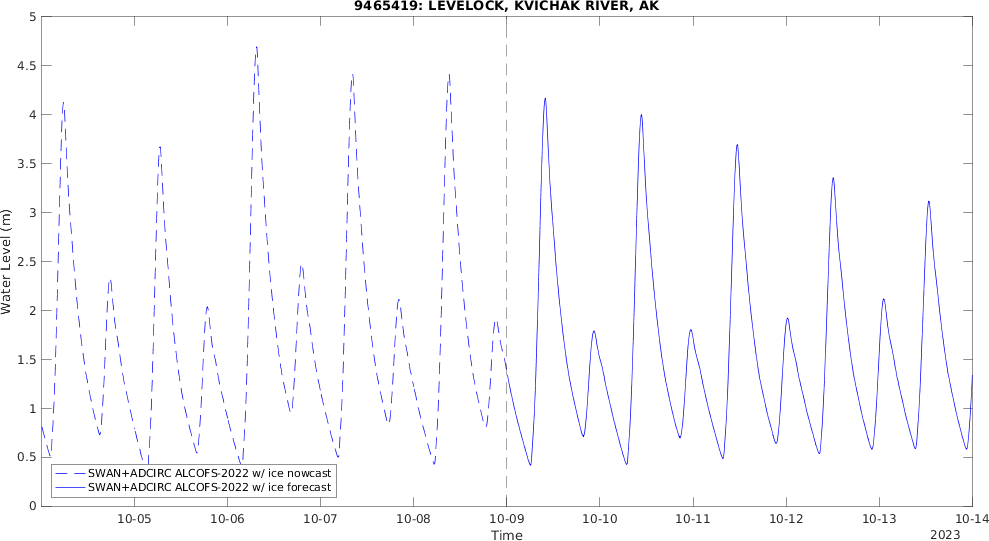 9465419: LEVELOCK, KVICHAK RIVER, AK
5
4.5
4
3.5
3
2.5
2
1.5
1
0.5
0
Water Level (m)
SWAN+ADCIRC ALCOFS-2022 w/ ice nowcast
SWAN+ADCIRC ALCOFS-2022 w/ ice forecast
10-05 10-06 10-07 10-08 10-09 10-10 10-11 10-12 10-13 10-14
Time
2023